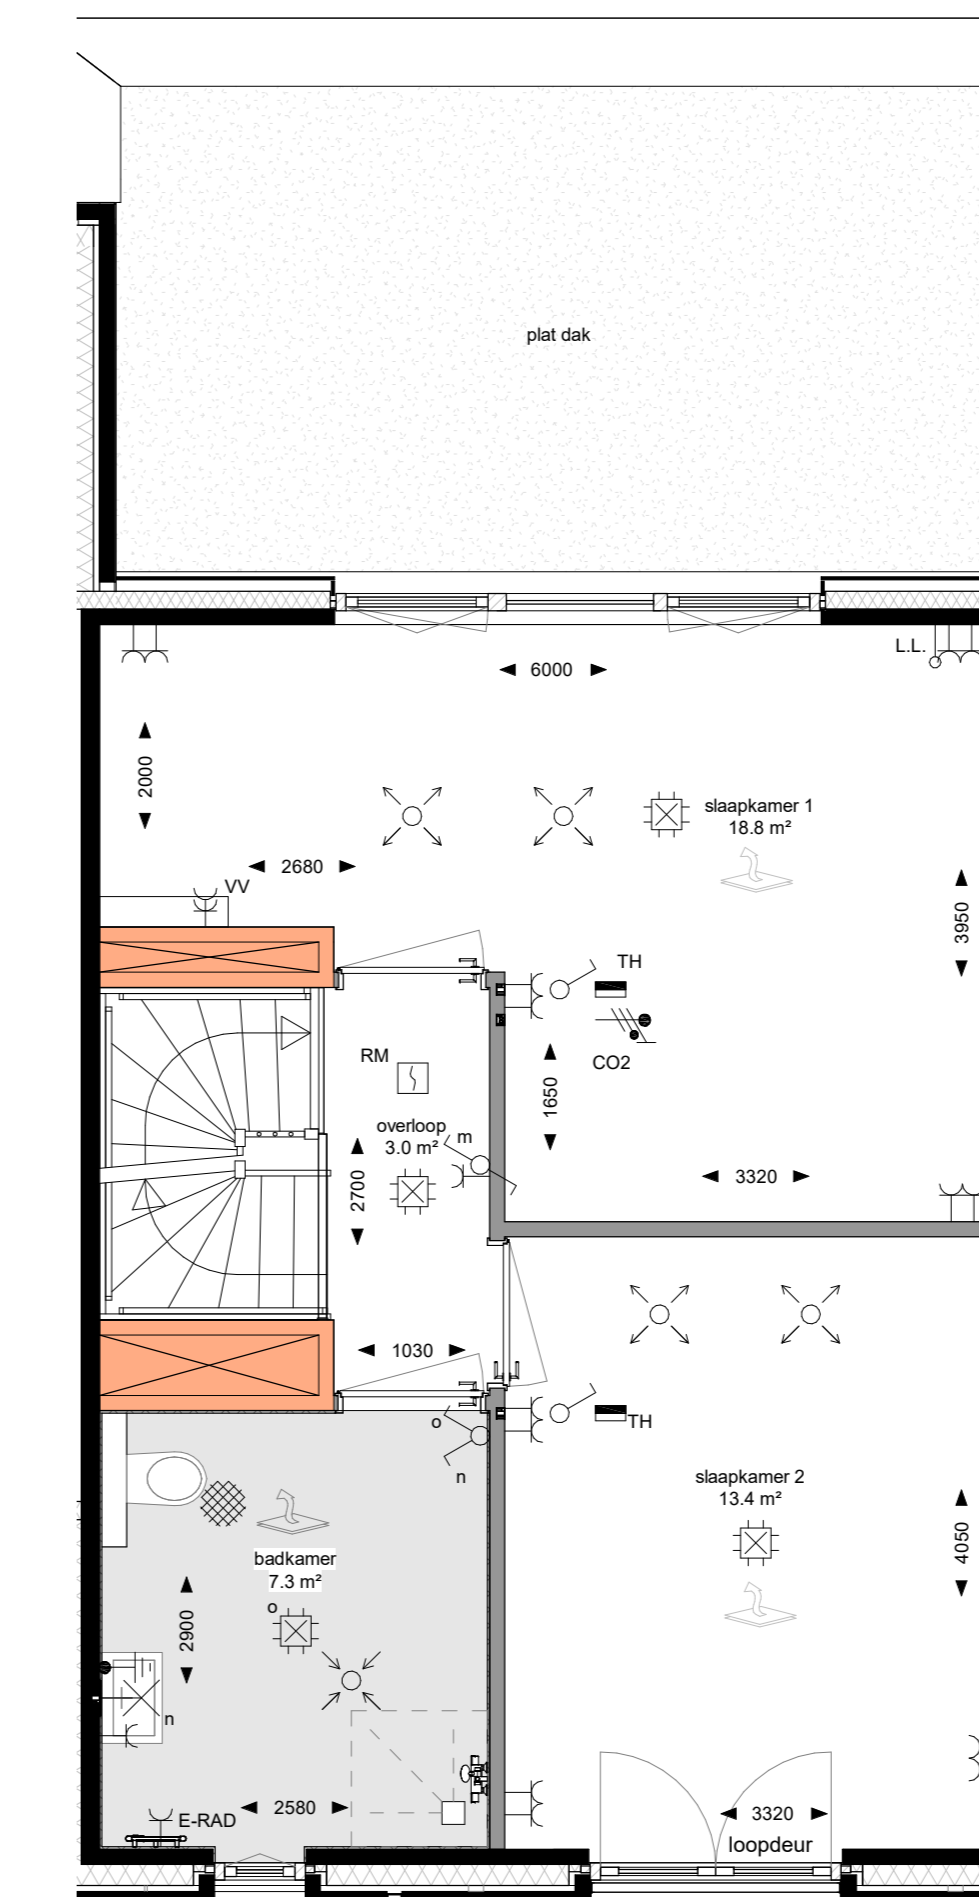 plat dak
L.L.
6000
2000
slaapkamer 1
18.8 m²
2680
VV
3950
TH
CO2
RM
1650
overloop
3.0 m²
m
2700
3320
1030
o
n
TH
slaapkamer 2
13.4 m²
4050
badkamer
7.3 m²
o
2900
n
2580
E-RAD
3320
loopdeur